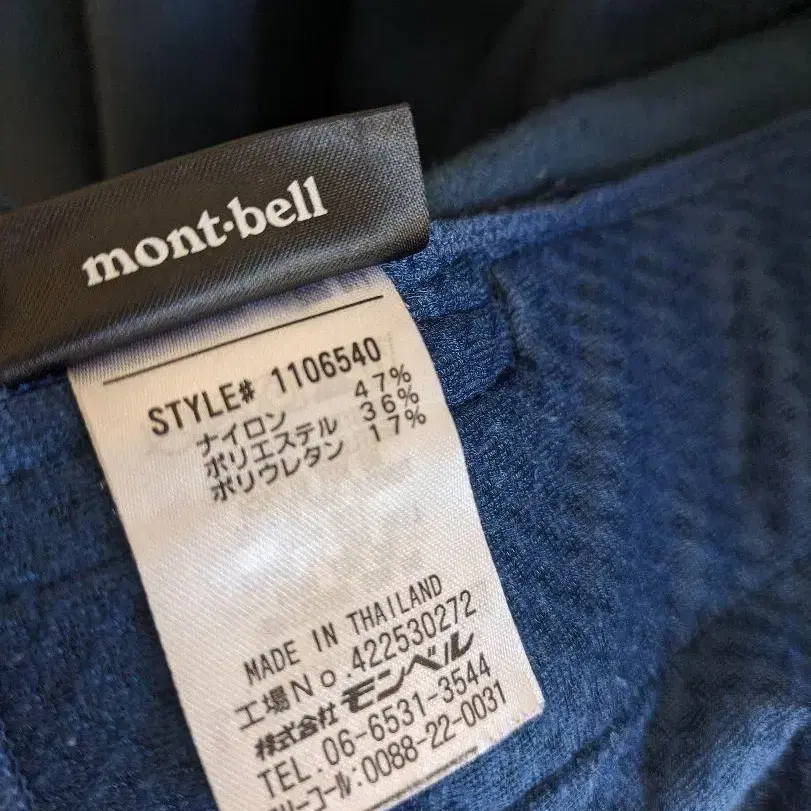 mont·bell
STYLE# 1106540
ナイロン 47%
ポリエステル 36%
ポリウレタン 17%
MADE IN THAILAND
工場No.422530272
株式会社モンベル
TEL.06-6531-3544
フリーコール:0088-22-0031